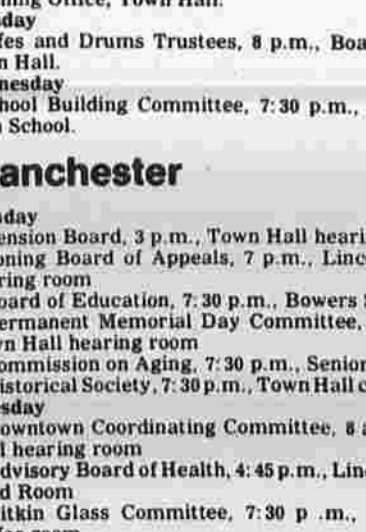 ning Office, Town Hall.
day
fes and Drums Trustees, 8 p.m., Boa
n Hall.
nesday
hool Building Committee, 7:30 p.m.,
School.
anchester
day
ension Board, 3 p.m., Town Hall heari
oning Board of Appeals, 7 p.m., Linc
ring room
oard of Education, 7:30 p.m., Bowers
ermanent Memorial Day Committee,
n Hall hearing room
ommission on Aging, 7:30 p.m., Senior
istorical Society, 7:30 p.m., Town Hall c
sday
owntown Coordinating Committee, 8 a
l hearing room
dvisory Board of Health, 4:45 p.m., Lin
d Room
itkin Glass Committee, 7:30 p .m.,
room